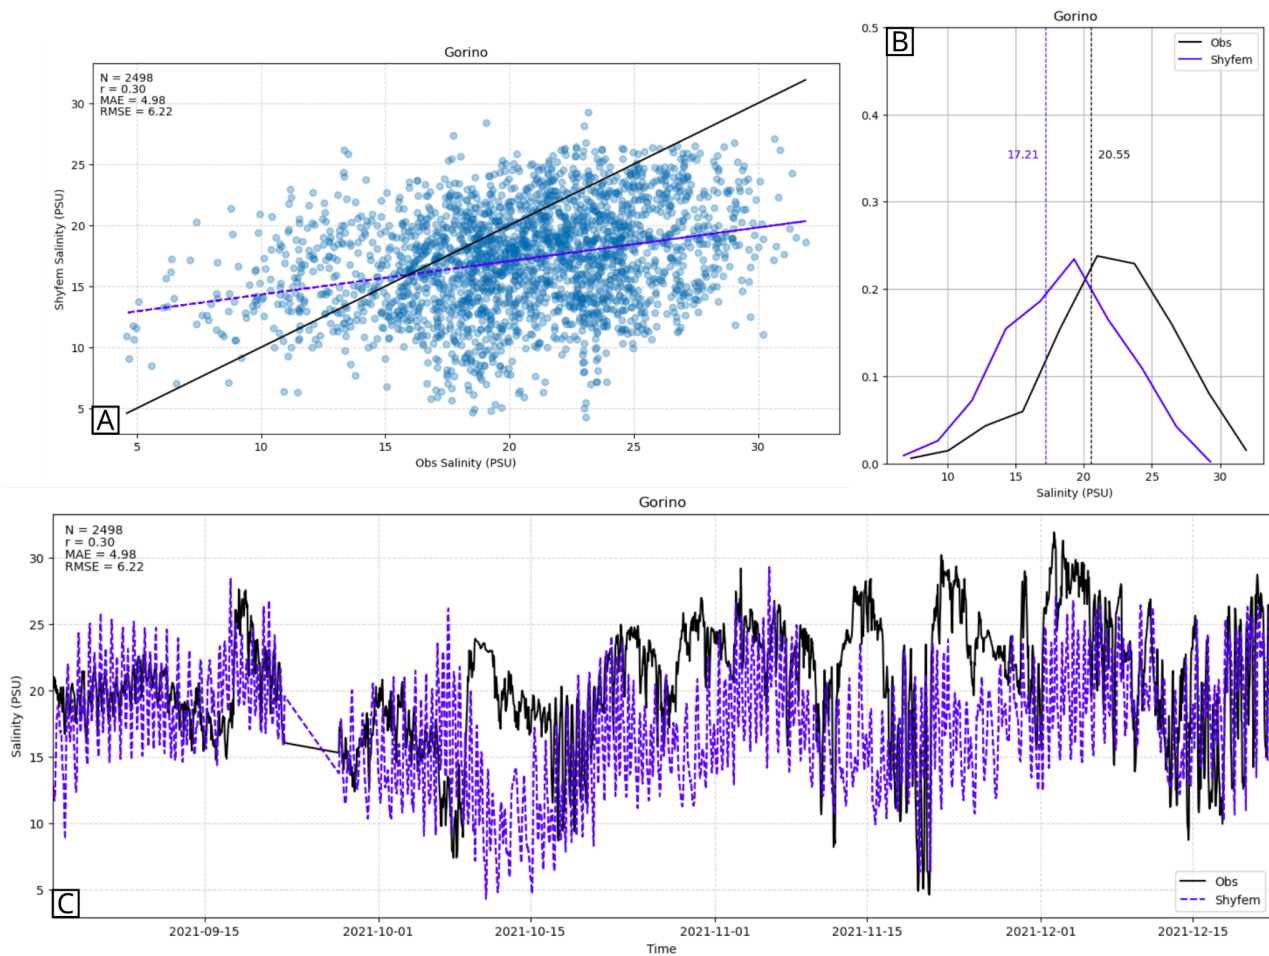 Gorino
N = 2498
r = 0.30
MAE = 4.98
RMSE = 6.22
30
25
20
15
10
5
Shyfem Salinity (PSU)
A
5 10 15 20 25 30
Obs Salinity (PSU)
Gorino
B
Obs
Shyfem
0.5
0.4
0.3
0.2
0.1
0.0
17.21 20.55
10 15 20 25 30
Salinity (PSU)
Gorino
N = 2498
r = 0.30
MAE = 4.98
RMSE = 6.22
30
25
20
15
10
5
Salinity (PSU)
C
Obs
Shyfem
2021-09-15 2021-10-01 2021-10-15 2021-11-01 2021-11-15 2021-12-01 2021-12-15
Time